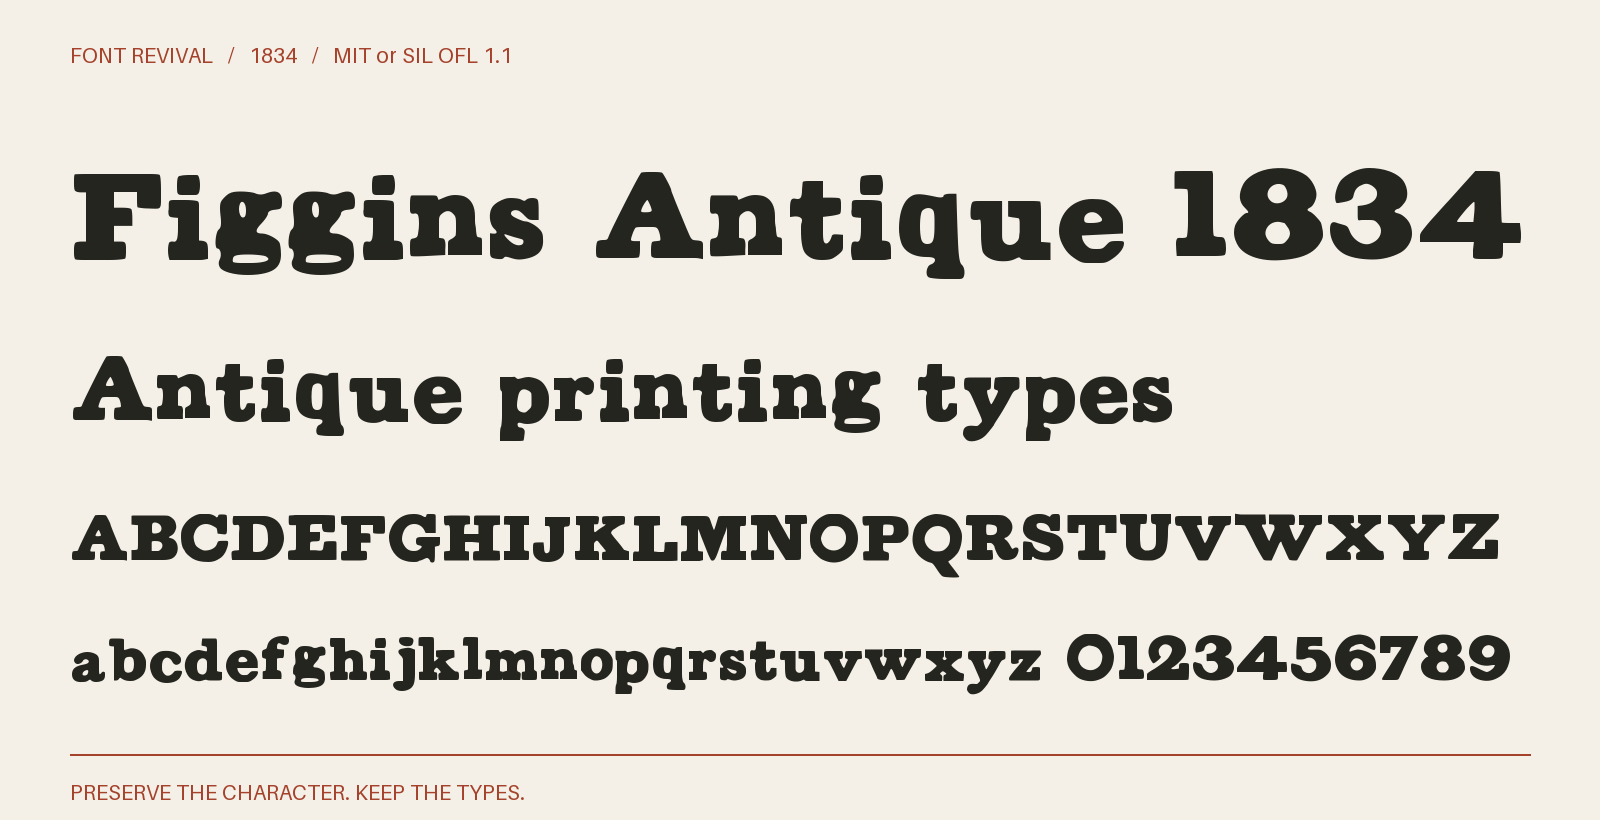 FONT REVIVAL / 1834 / MIT or SIL OFL 1.1
Figgins Antique 1834
Antique printing types
ABCDEFGHIJKLMNOPQRSTUVWXYZ
abcdefghijklmnopqrstuvwxyz 0123456789
PRESERVE THE CHARACTER. KEEP THE TYPES.